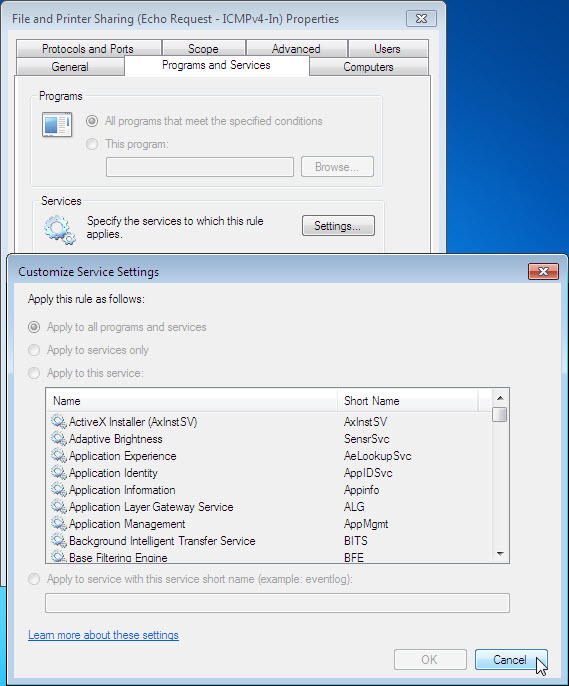 File and Printer Sharing (Echo Request - ICMPv4-In) Properties
Protocols and Ports Scope Advanced Users
General Programs and Services Computers
Programs
All programs that meet the specified conditions
This program:
Browse...
Services
Specify the services to which this rule
applies.
Settings...
Customize Service Settings
Apply this rule as follows:
Apply to all programs and services
Apply to services only
Apply to this service:
Name Short Name
ActiveX Installer (AxInstSV) AxInstSV
Adaptive Brightness SensrSvc
Application Experience AeLookupSvc
Application Identity AppIDSvc
Application Information Appinfo
Application Layer Gateway Service ALG
Application Management AppMgmt
Background Intelligent Transfer Service BITS
Base Filtering Engine BFE
Apply to service with this service short name (example: eventlog):
Learn more about these settings
OK Cancel